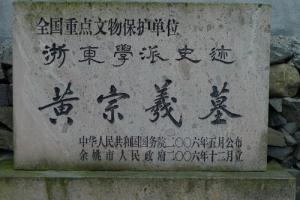 全国重点文物保护单位
浙東學派史迹
黄宗羲墓
中华人民共和国国务院二〇〇六年五月公布
余姚市人民政府二〇〇六年十二月立